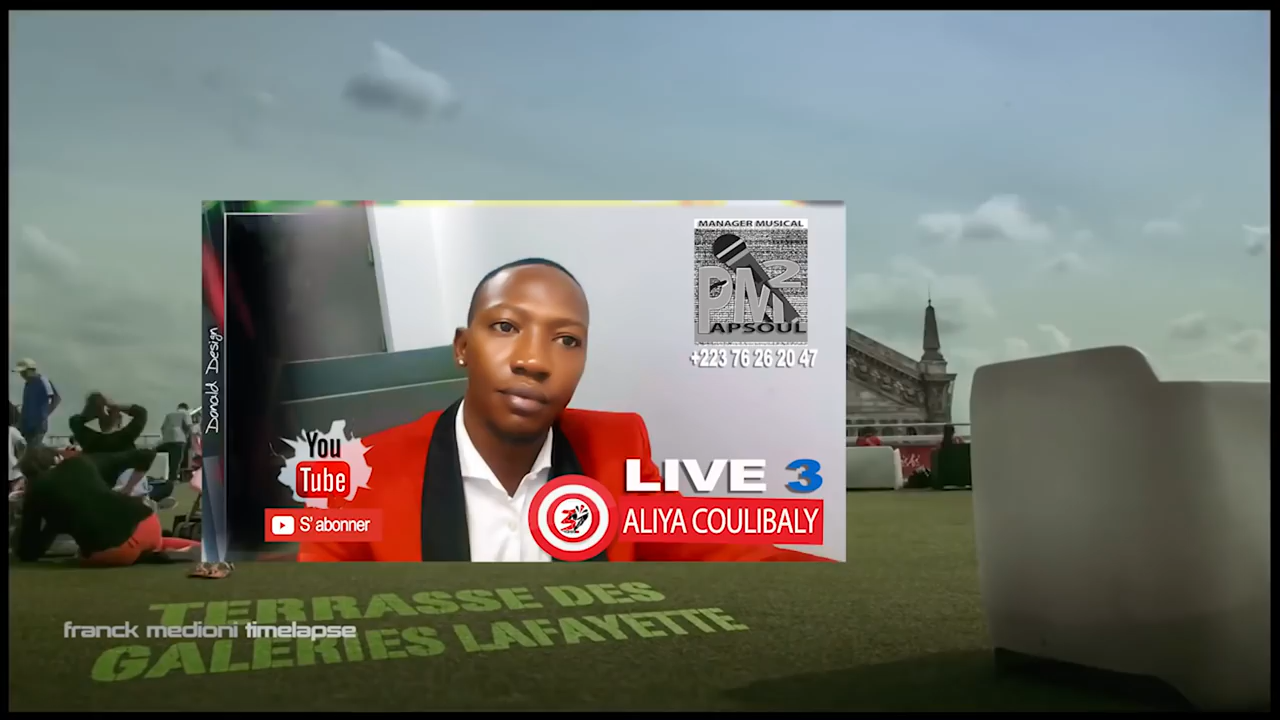 MANAGER MUSICAL
PM2
APSOUL
+223 76 26 20 47
Donald Design
You
Tube
S'abonner
LIVE 3
ALIYA COULIBALY
TERRASSE DES
GALERIES LAFAYETTE
franck medioni timelapse